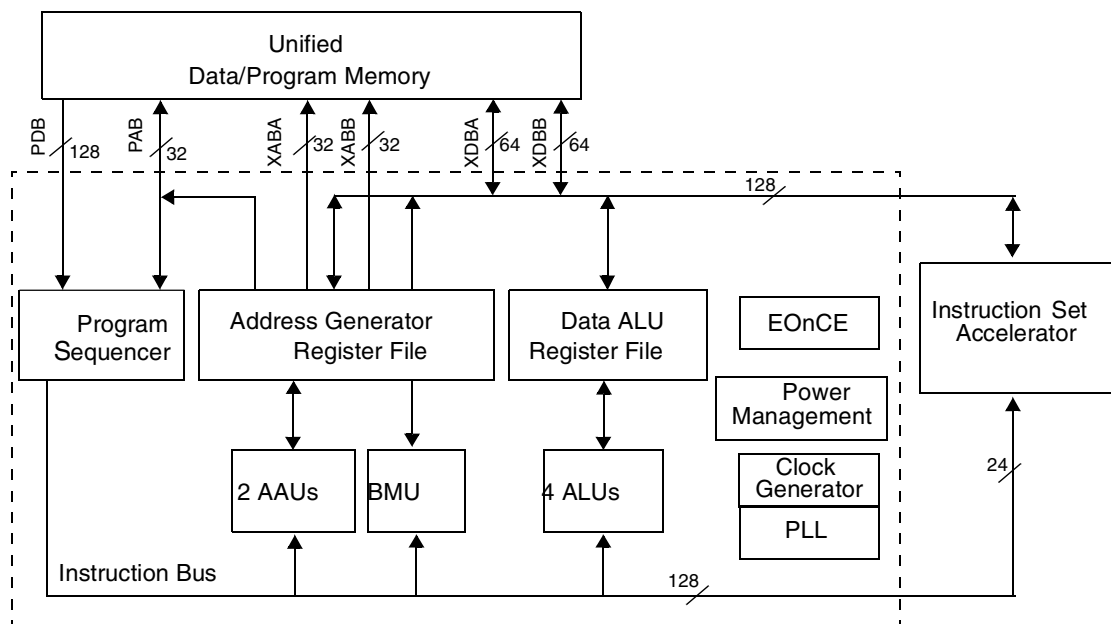 Unified
Data/Program Memory
PDB
128
PAB
32
XABA
32
XABB
32
XDBA
64
XDBB
64
128
Program
Sequencer
Address Generator
Register File
Data ALU
Register File
EOnCE
Instruction Set
Accelerator
Power
Management
2 AAUs
BMU
4 ALUs
Clock
Generator
PLL
24
Instruction Bus
128